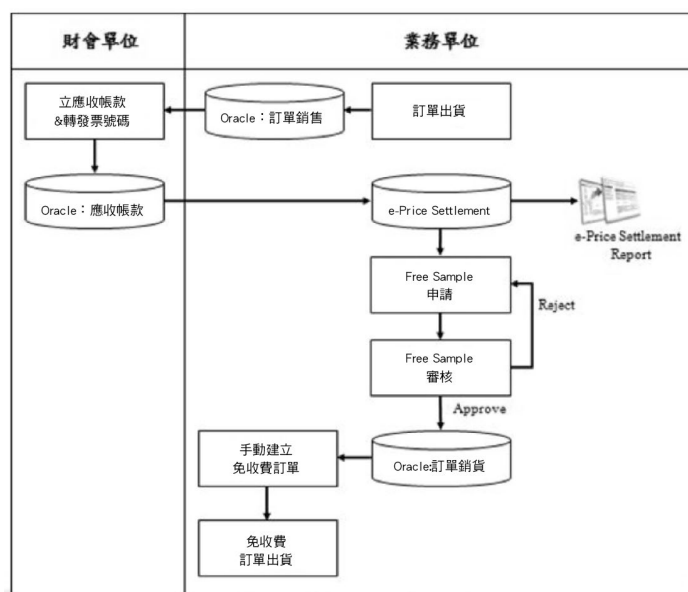 財會單位
業務單位
立應收帳款
&轉發票號碼
Oracle：訂單銷售
訂單出貨
Oracle：應收帳款
e-Price Settlement
e-Price Settlement
Report
Free Sample
申請
Reject
Free Sample
審核
Approve
手動建立
免收費訂單
Oracle:訂單銷貨
免收費
訂單出貨